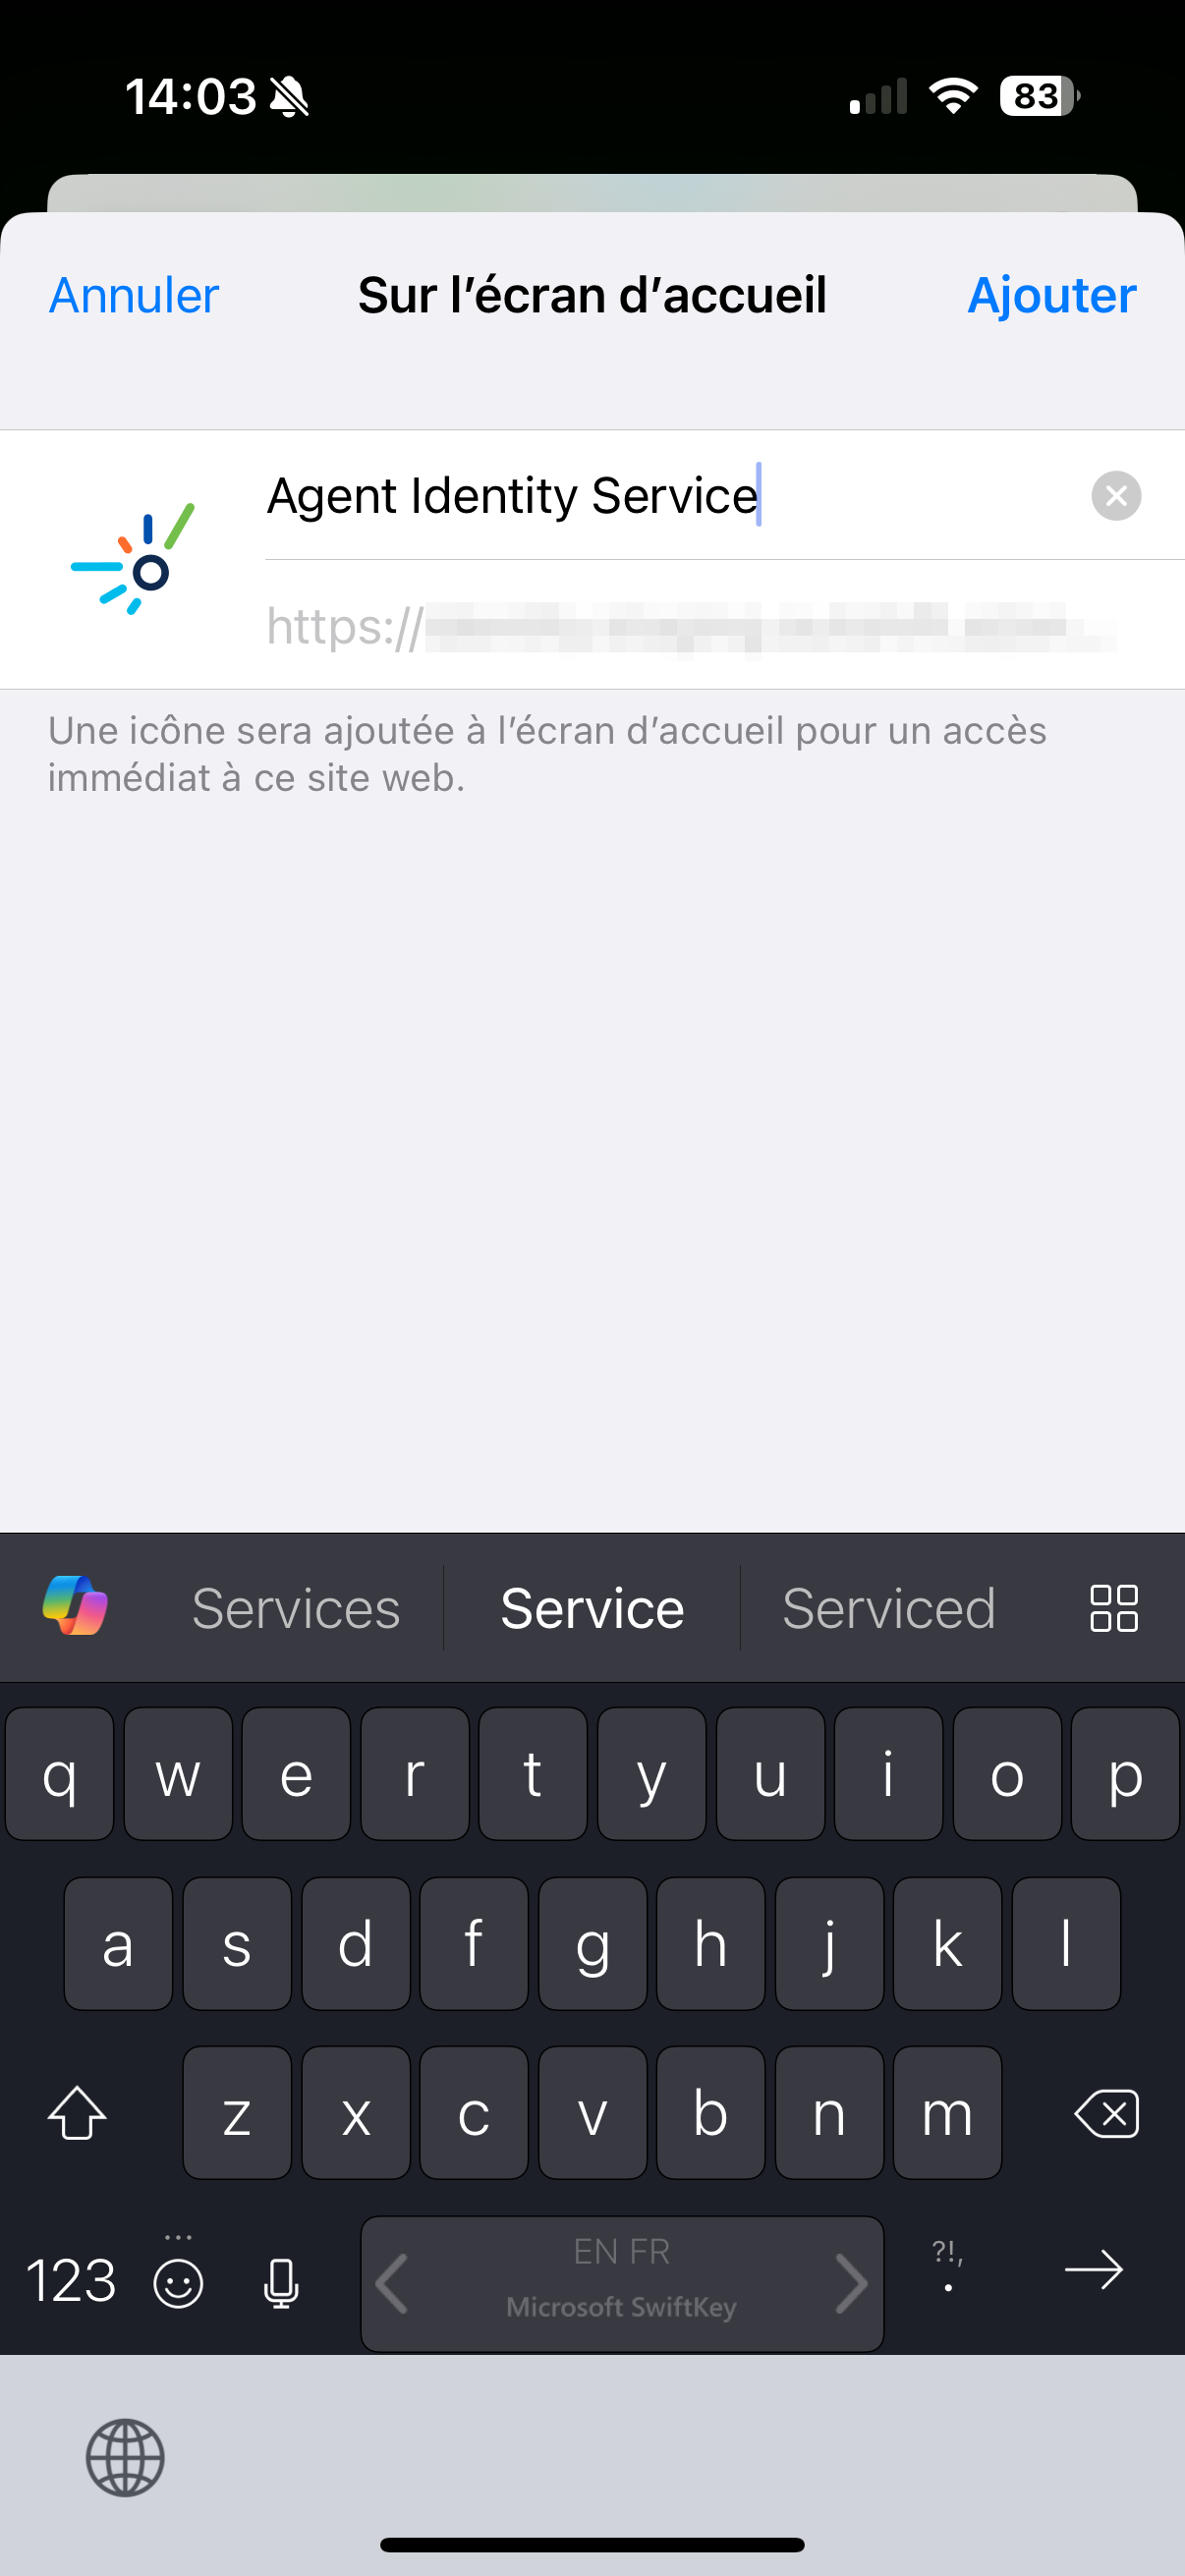 14:03
83
Annuler
Sur l’écran d’accueil
Ajouter
Agent Identity Service
https://
Une icône sera ajoutée à l’écran d’accueil pour un accès
immédiat à ce site web.
Services
Service
Serviced
q w e r t y u i o p
a s d f g h j k l
z x c v b n m
123
EN FR
Microsoft SwiftKey
?!,
.